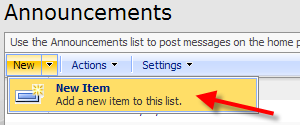 Announcements
Use the Announcements list to post messages on the home p
New Actions Settings
New Item
Add a new item to this list.